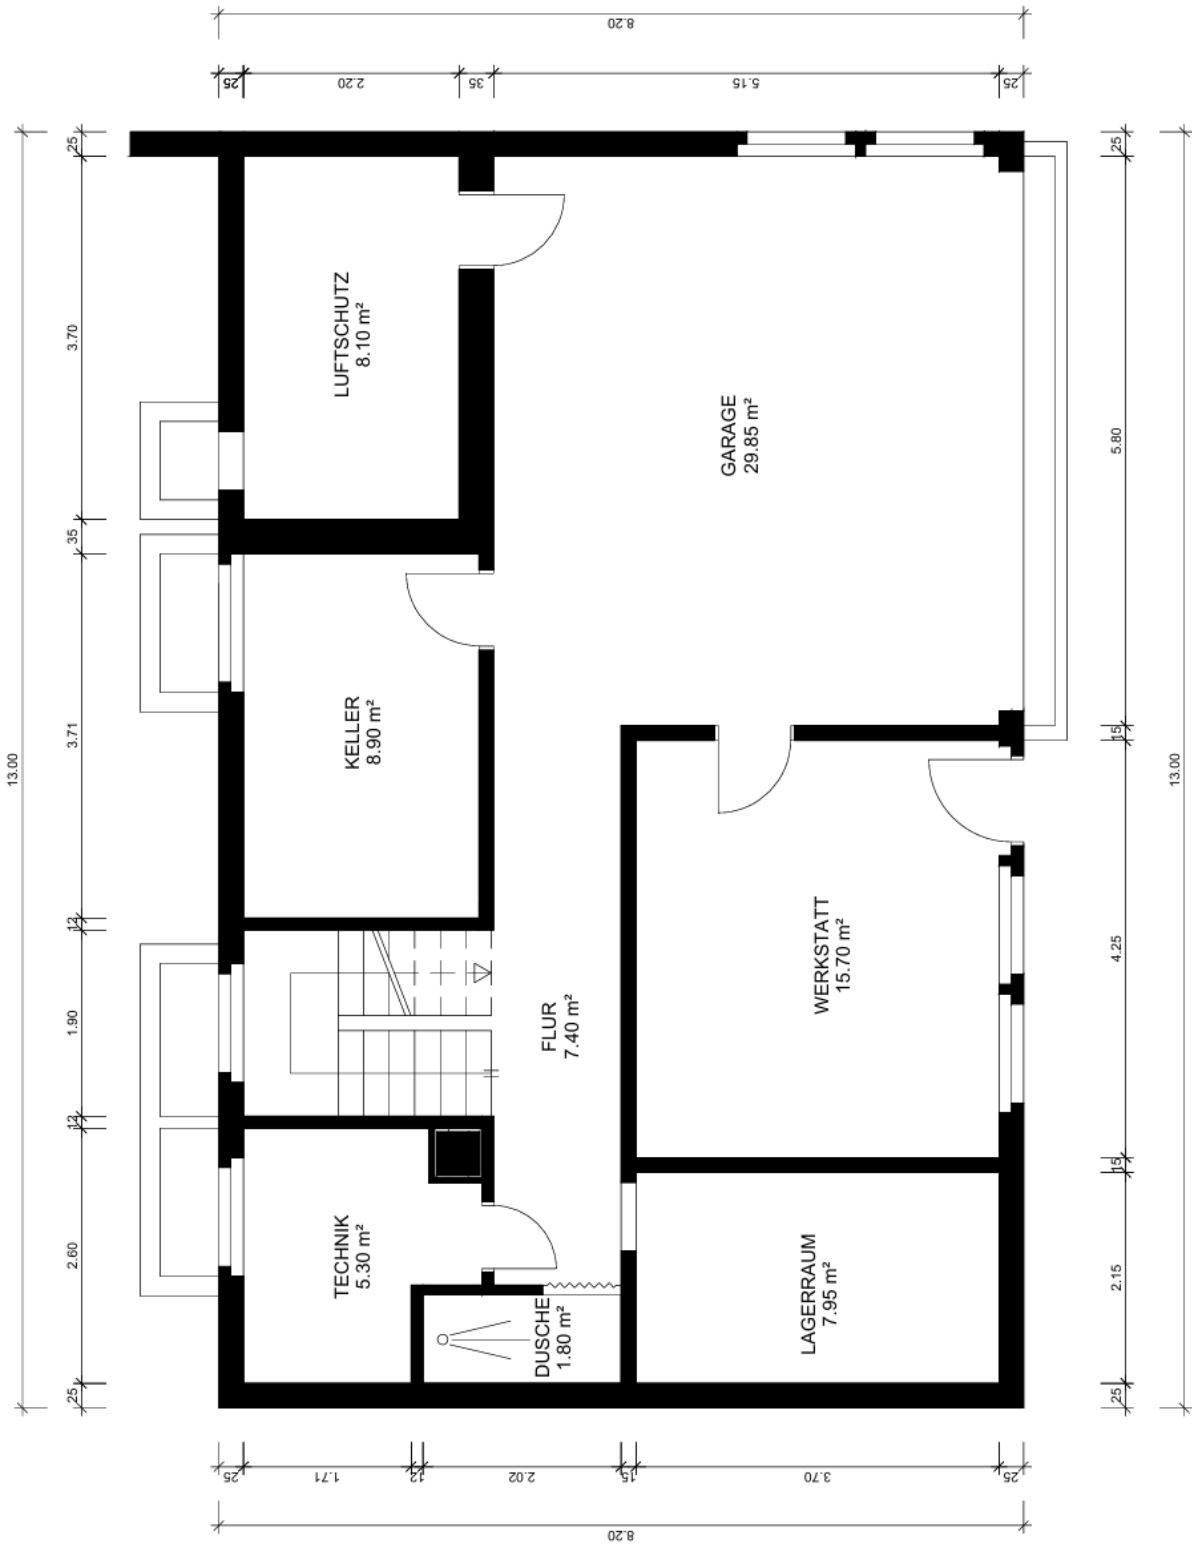 8.20
25
2.20
35
5.15
25
25
3.70
35
3.71
12
1.90
12
2.60
25
13.00
25
5.80
15
4.25
15
2.15
25
13.00
LUFTSCHUTZ
8.10 m²
GARAGE
29.85 m²
KELLER
8.90 m²
WERKSTATT
15.70 m²
FLUR
7.40 m²
TECHNIK
5.30 m²
DUSCHE
1.80 m²
LAGERRAUM
7.95 m²
25
1.71
12
2.02
15
3.70
25
8.20